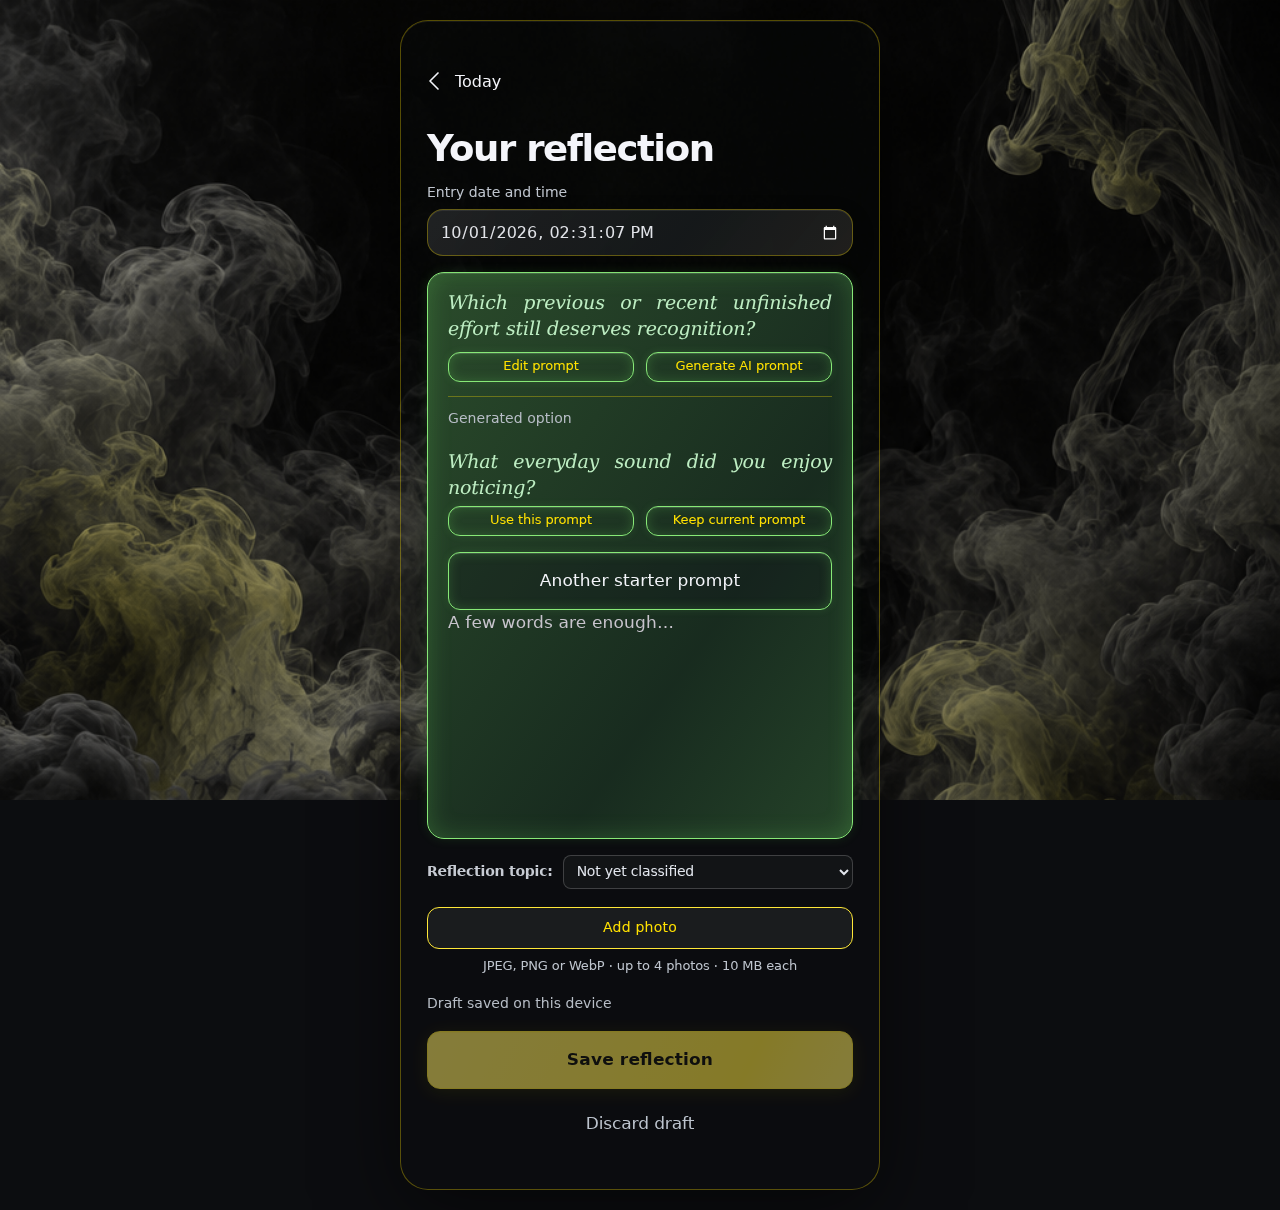 Today
Your reflection
Entry date and time
10/01/2026, 02:31:07 PM
Which previous or recent unfinished
effort still deserves recognition?
Edit prompt
Generate AI prompt
Generated option
What everyday sound did you enjoy
noticing?
Use this prompt
Keep current prompt
Another starter prompt
A few words are enough…
Reflection topic:
Not yet classified
Add photo
JPEG, PNG or WebP · up to 4 photos · 10 MB each
Draft saved on this device
Save reflection
Discard draft